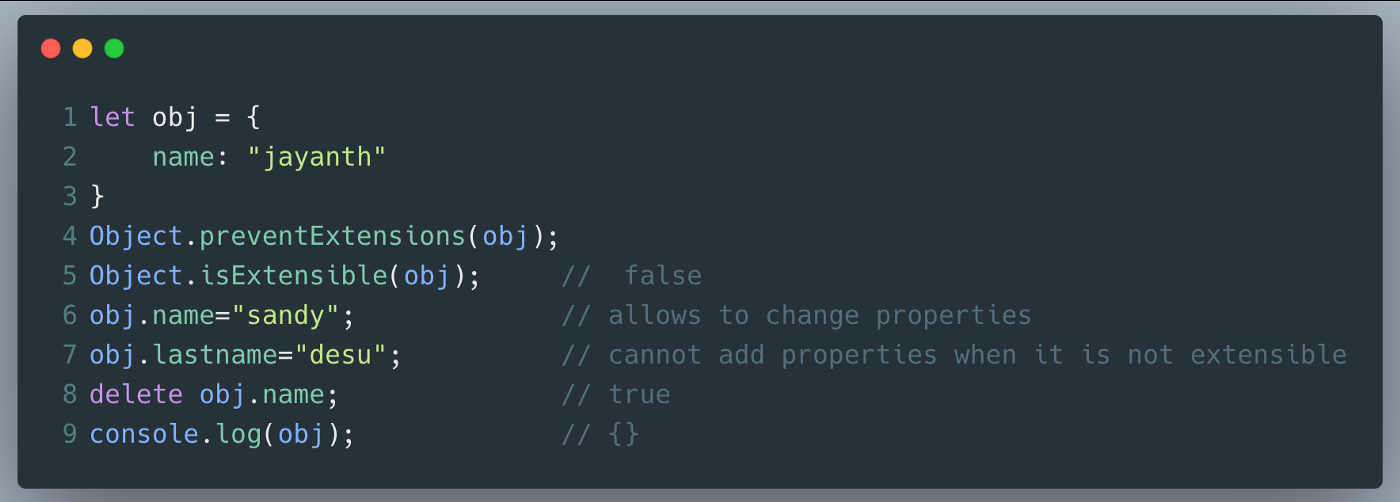 1 let obj = {
2     name: "jayanth"
3 }
4 Object.preventExtensions(obj);
5 Object.isExtensible(obj);     //  false
6 obj.name="sandy";             // allows to change properties
7 obj.lastname="desu";          // cannot add properties when it is not extensible
8 delete obj.name;              // true
9 console.log(obj);             // {}